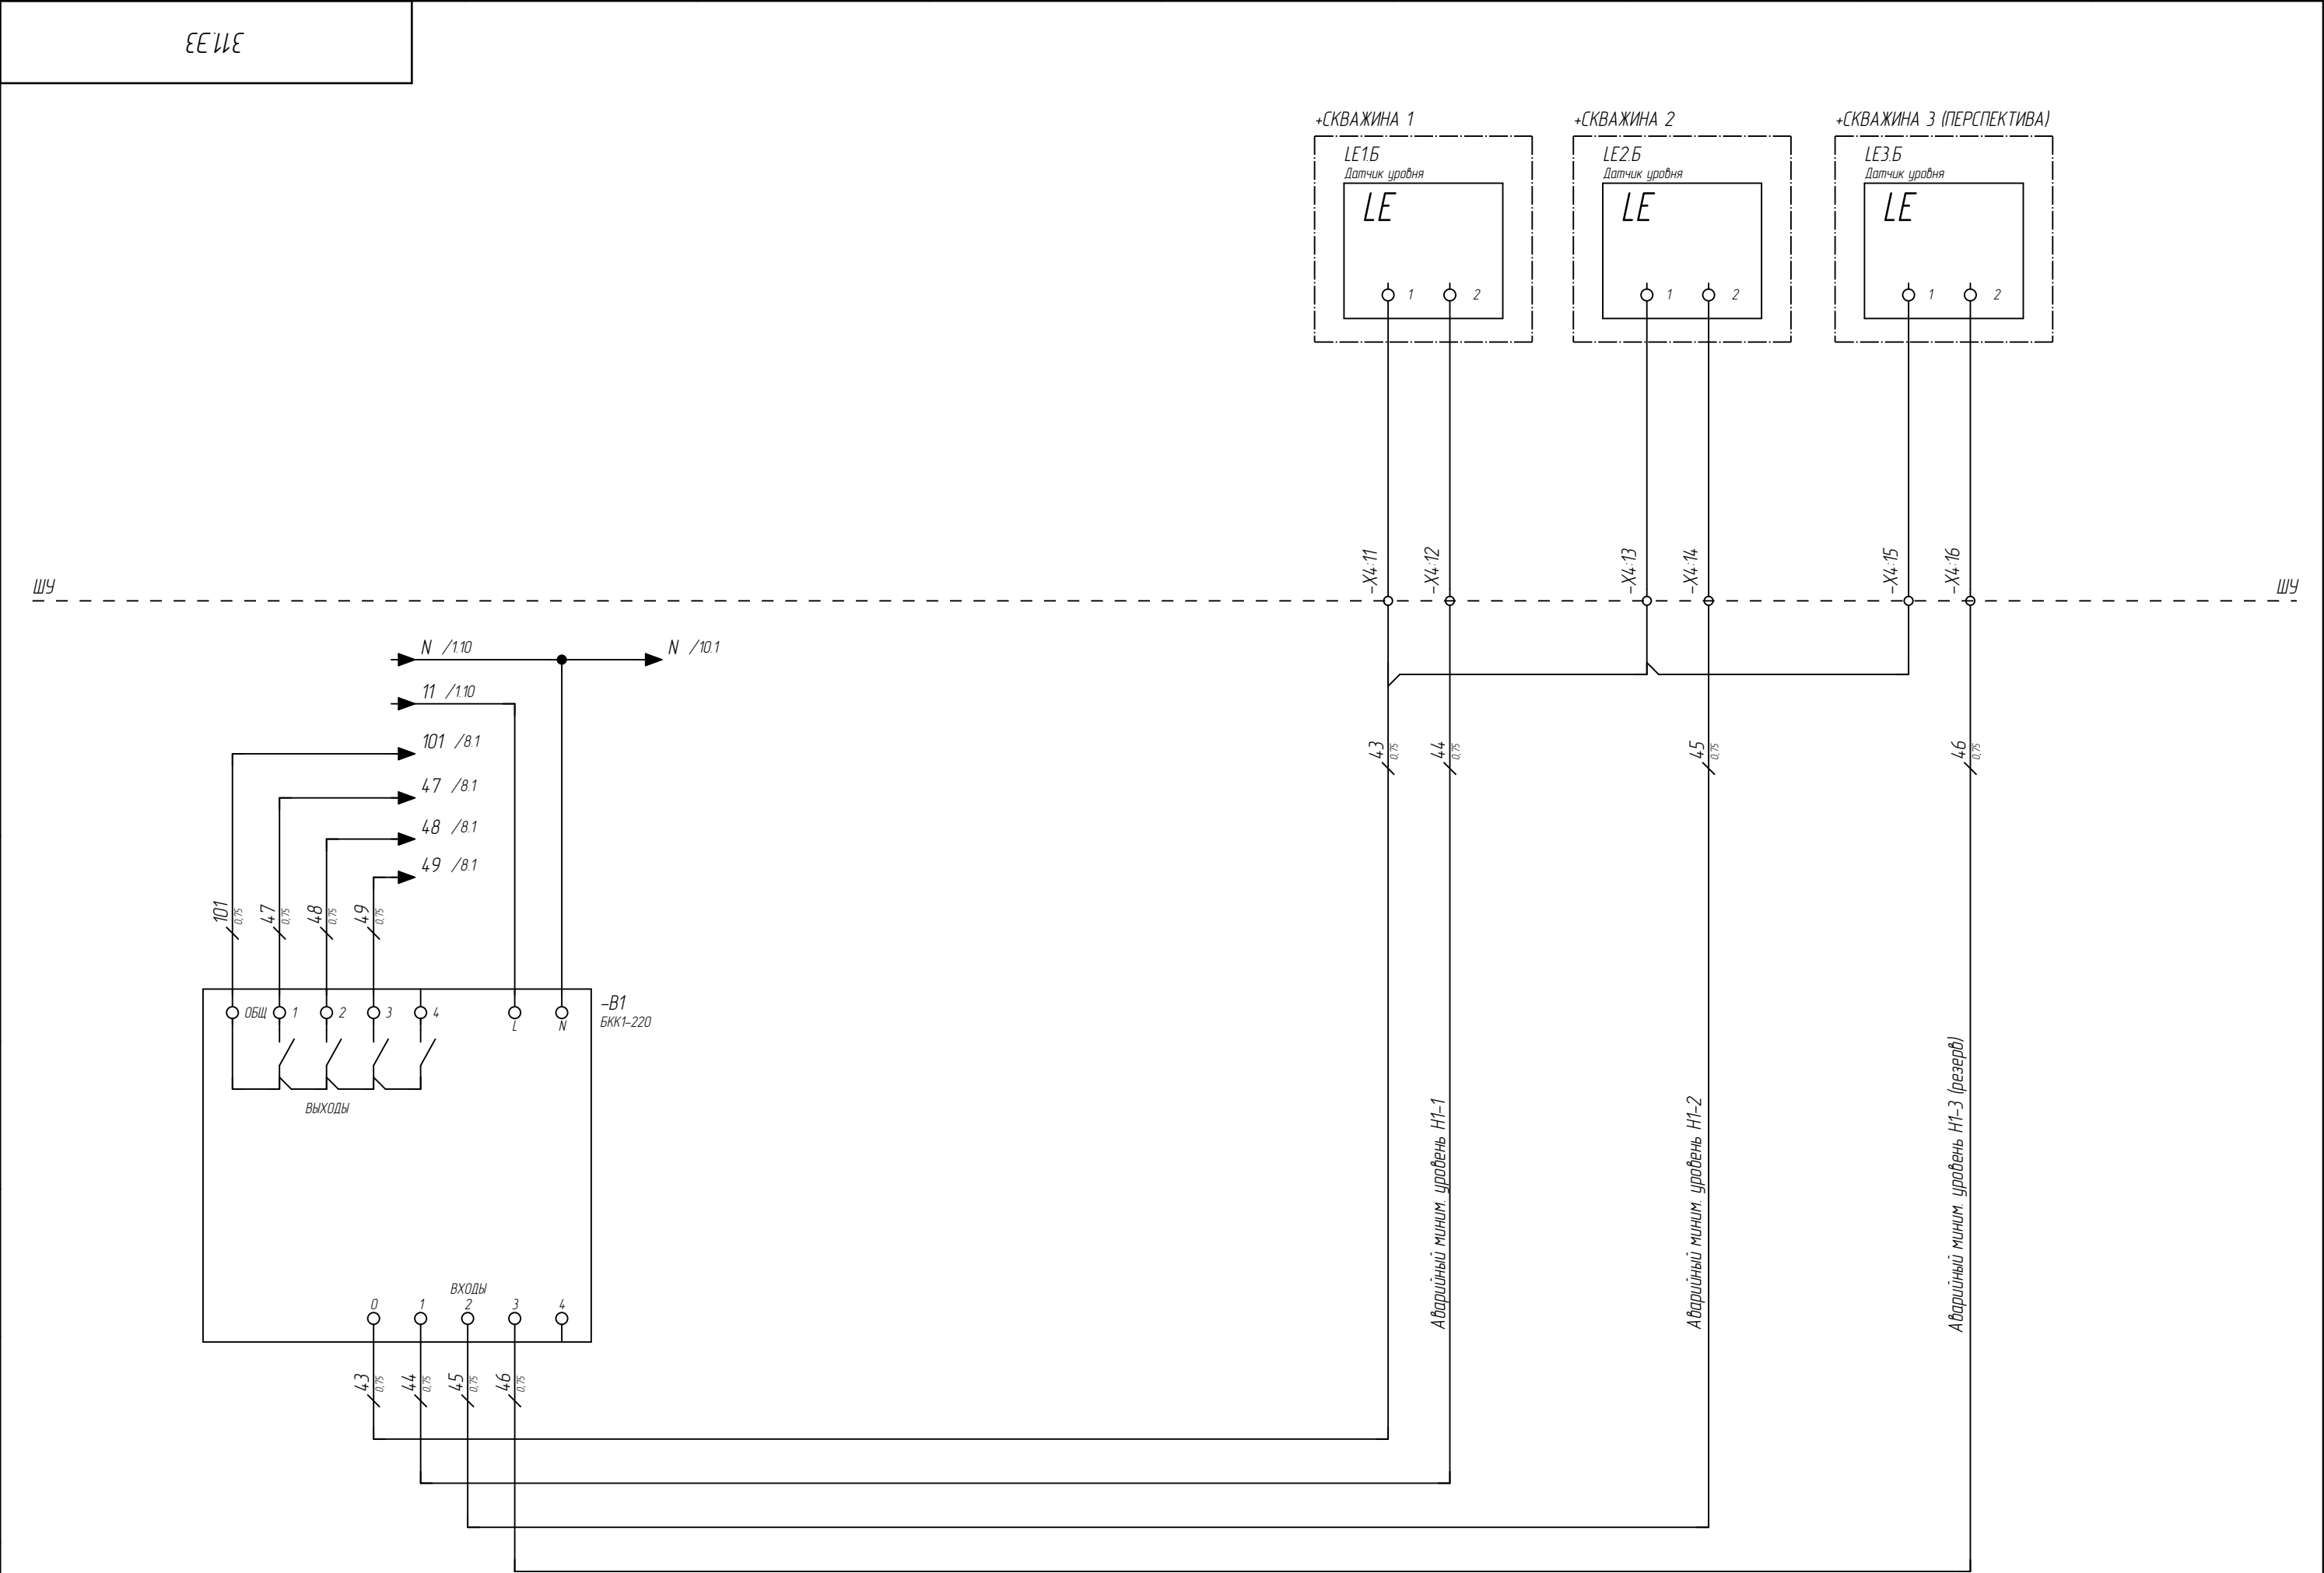 311.33
+СКВАЖИНА 1
+СКВАЖИНА 2
+СКВАЖИНА 3 (ПЕРСПЕКТИВА)
LE1.Б
LE2.Б
LE3.Б
Датчик уровня
Датчик уровня
Датчик уровня
LE
LE
LE
1
2
1
2
1
2
-X4:11
-X4:12
-X4:13
-X4:14
-X4:15
-X4:16
ШУ
ШУ
N /1.10
N /10.1
11 /1.10
101 /8.1
47 /8.1
48 /8.1
49 /8.1
43
0,75
44
0,75
45
0,75
46
0,75
101
0,75
47
0,75
48
0,75
49
0,75
ОБЩ
1
2
3
4
L
N
-B1
БКК1-220
ВЫХОДЫ
Аварийный миним. уровень Н1-1
Аварийный миним. уровень Н1-2
Аварийный миним. уровень Н1-3 (резерв)
ВХОДЫ
0
1
2
3
4
43
0,75
44
0,75
45
0,75
46
0,75